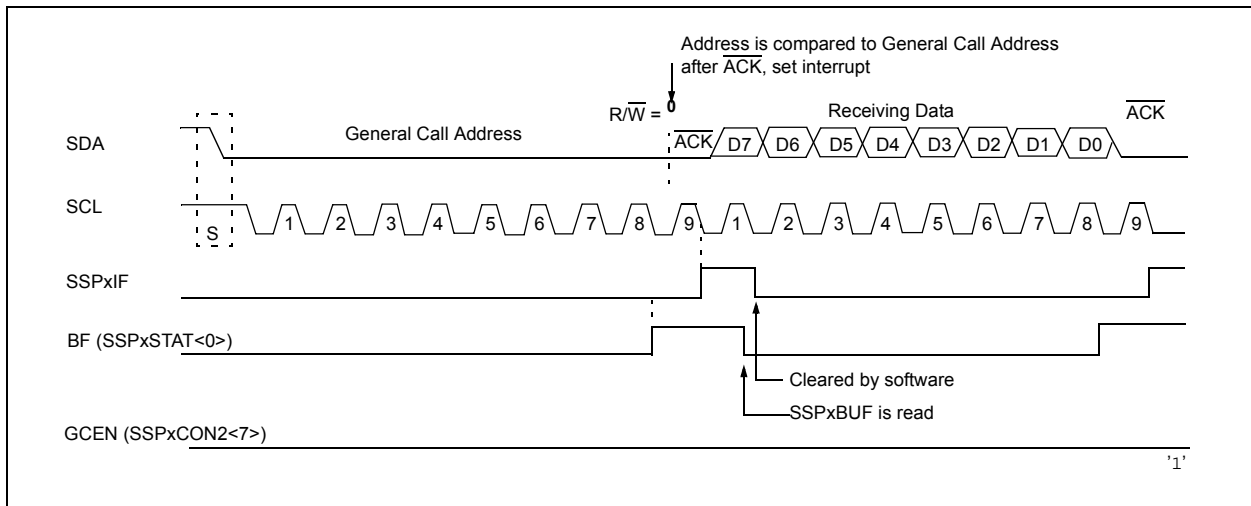 Address is compared to General Call Address
after ACK, set interrupt
R/W = 0
General Call Address
Receiving Data
ACK
SDA
ACK D7 D6 D5 D4 D3 D2 D1 D0
SCL
S
1 2 3 4 5 6 7 8 9 1 2 3 4 5 6 7 8 9
SSPxIF
BF (SSPxSTAT<0>)
Cleared by software
SSPxBUF is read
GCEN (SSPxCON2<7>)
'1'